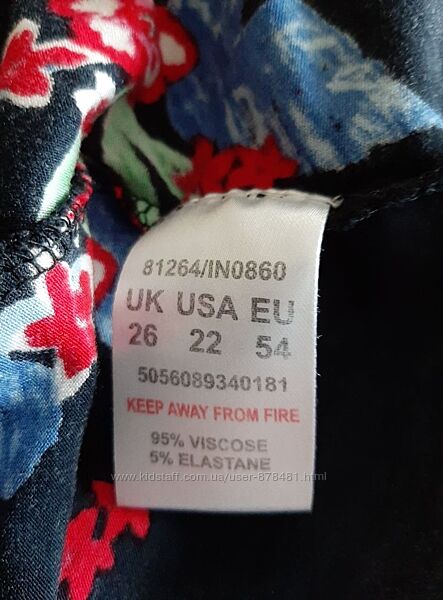 81264/IN0860
UK USA EU
26 22 54
5056089340181
KEEP AWAY FROM FIRE
95% VISCOSE
5% ELASTANE
www.kidstaff.com.ua/user-878481.html